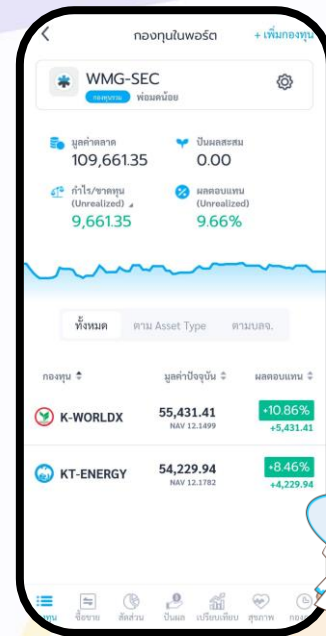 กองทุนในพอร์ต
+ เพิ่มกองทุน
WMG-SEC
กองทุนรวม พ่อมดน้อย
มูลค่าตลาด
109,661.35
ปันผลสะสม
0.00
กำไร/ขาดทุน
(Unrealized)
9,661.35
ผลตอบแทน
(Unrealized)
9.66%
ทั้งหมด ตาม Asset Type ตามบลจ.
กองทุน มูลค่าปัจจุบัน ผลตอบแทน
K-WORLDX 55,431.41 +10.86%
NAV 12.1499 +5,431.41
KT-ENERGY 54,229.94 +8.46%
NAV 12.1782 +4,229.94
ซื้อขาย สัดส่วน ปันผล เปรียบเทียบ สุขภาพ